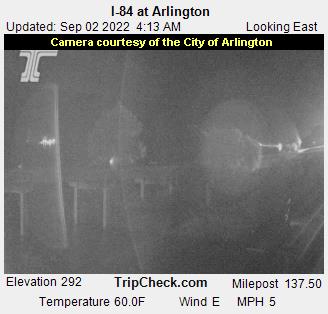 I-84 at Arlington
Updated: Sep 02 2022 4:13 AM Looking East
Camera courtesy of the City of Arlington
Elevation 292 TripCheck.com Milepost 137.50
Temperature 60.0F Wind E MPH 5